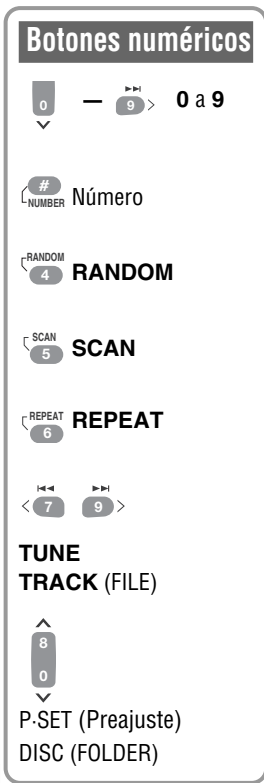 Botones numéricos
0 — 9 0 a 9
#
NUMBER Número
RANDOM
4 RANDOM
SCAN
5 SCAN
REPEAT
6 REPEAT
7 9
TUNE
TRACK (FILE)
8
0
P·SET (Preajuste)
DISC (FOLDER)